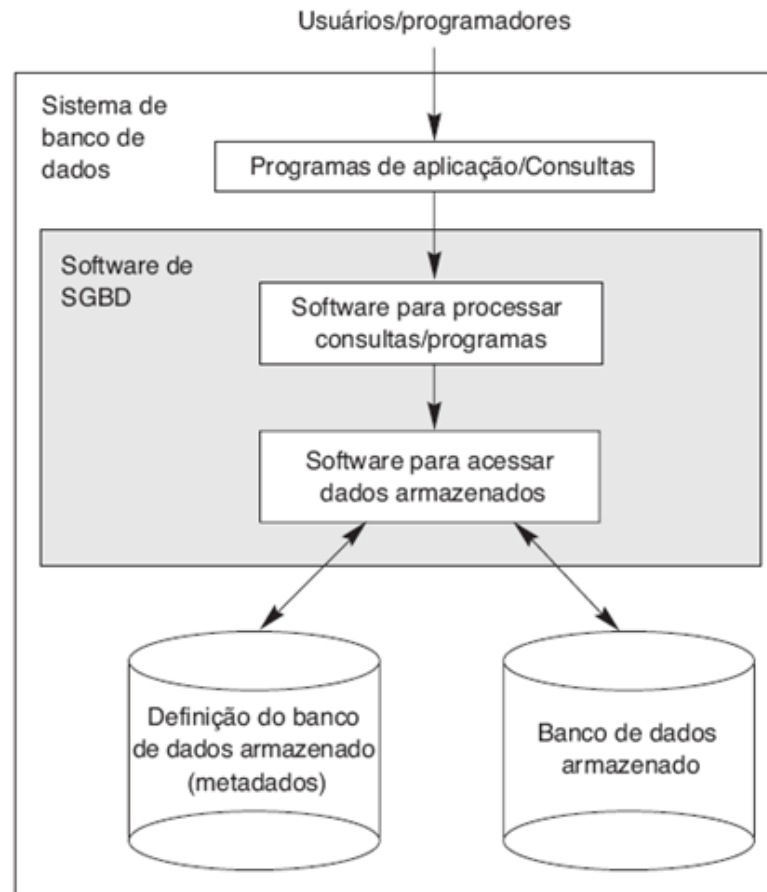 Usuários/programadores
Sistema de
banco de
dados
Programas de aplicação/Consultas
Software de
SGBD
Software para processar
consultas/programas
Software para acessar
dados armazenados
Definição do banco
de dados armazenado
(metadados)
Banco de dados
armazenado